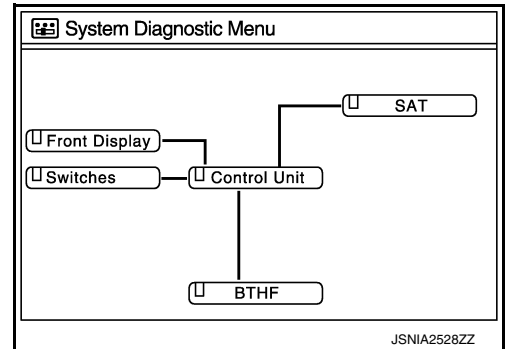 System Diagnostic Menu
SAT
Front Display
Switches
Control Unit
BTHF
JSNIA2528ZZ